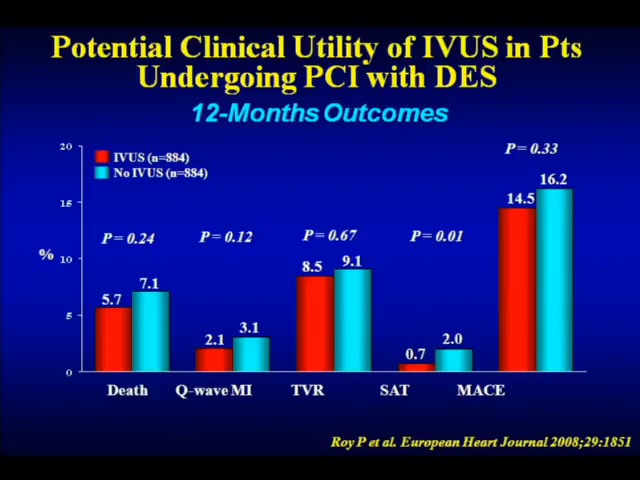 Potential Clinical Utility of IVUS in Pts
Undergoing PCI with DES
12-Months Outcomes
IVUS (n=884)
No IVUS (n=884)
%
20
15
10
5
0
P = 0.24
P = 0.12
P = 0.67
P = 0.01
P = 0.33
5.7
7.1
2.1
3.1
8.5
9.1
0.7
2.0
14.5
16.2
Death
Q-wave MI
TVR
SAT
MACE
Roy P et al. European Heart Journal 2008;29:1851